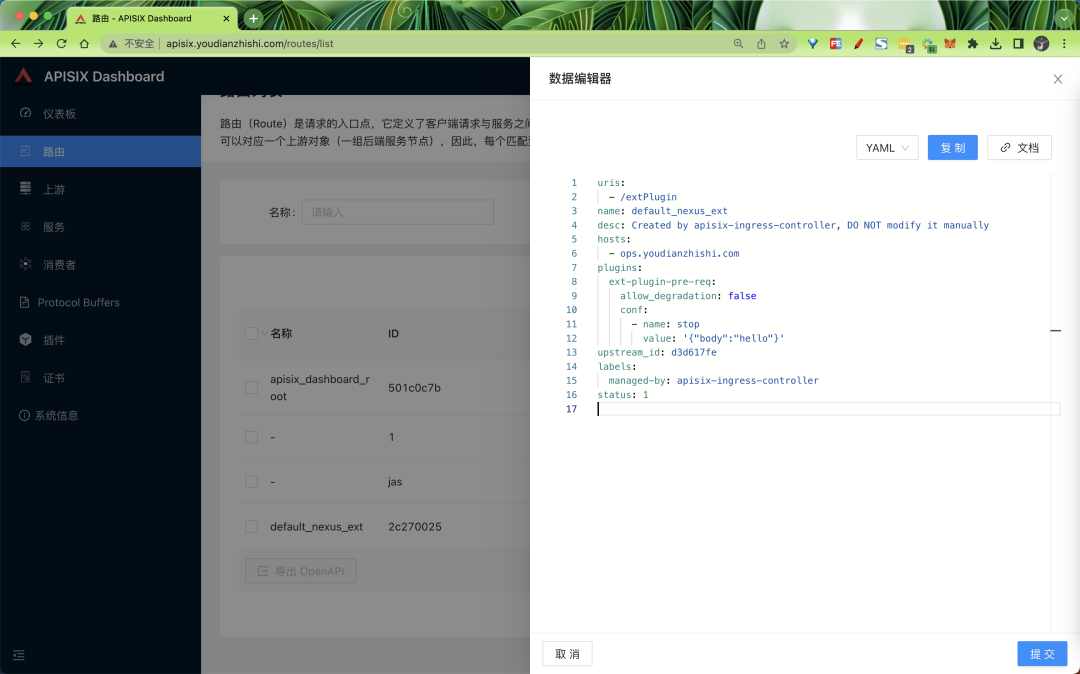 路由 - APISIX Dashboard
不安全 apisix.youdianzhishi.com/routes/list
FE
2
APISIX Dashboard
仪表板
路由
上游
服务
消费者
Protocol Buffers
插件
证书
系统信息
路由列表
路由（Route）是请求的入口点，它定义了客户端请求与服务之间
可以对应一个上游对象（一组后端服务节点），因此，每个匹配到
名称： 请输入
名称 ID
apisix_dashboard_r
oot
501c0c7b
- 1
- jas
default_nexus_ext 2c270025
导出 OpenAPI
数据编辑器
YAML 复 制 文档
1 uris:
2 - /extPlugin
3 name: default_nexus_ext
4 desc: Created by apisix-ingress-controller, DO NOT modify it manually
5 hosts:
6 - ops.youdianzhishi.com
7 plugins:
8 ext-plugin-pre-req:
9 allow_degradation: false
10 conf:
11 - name: stop
12 value: '{"body":"hello"}'
13 upstream_id: d3d617fe
14 labels:
15 managed-by: apisix-ingress-controller
16 status: 1
17
取 消 提 交